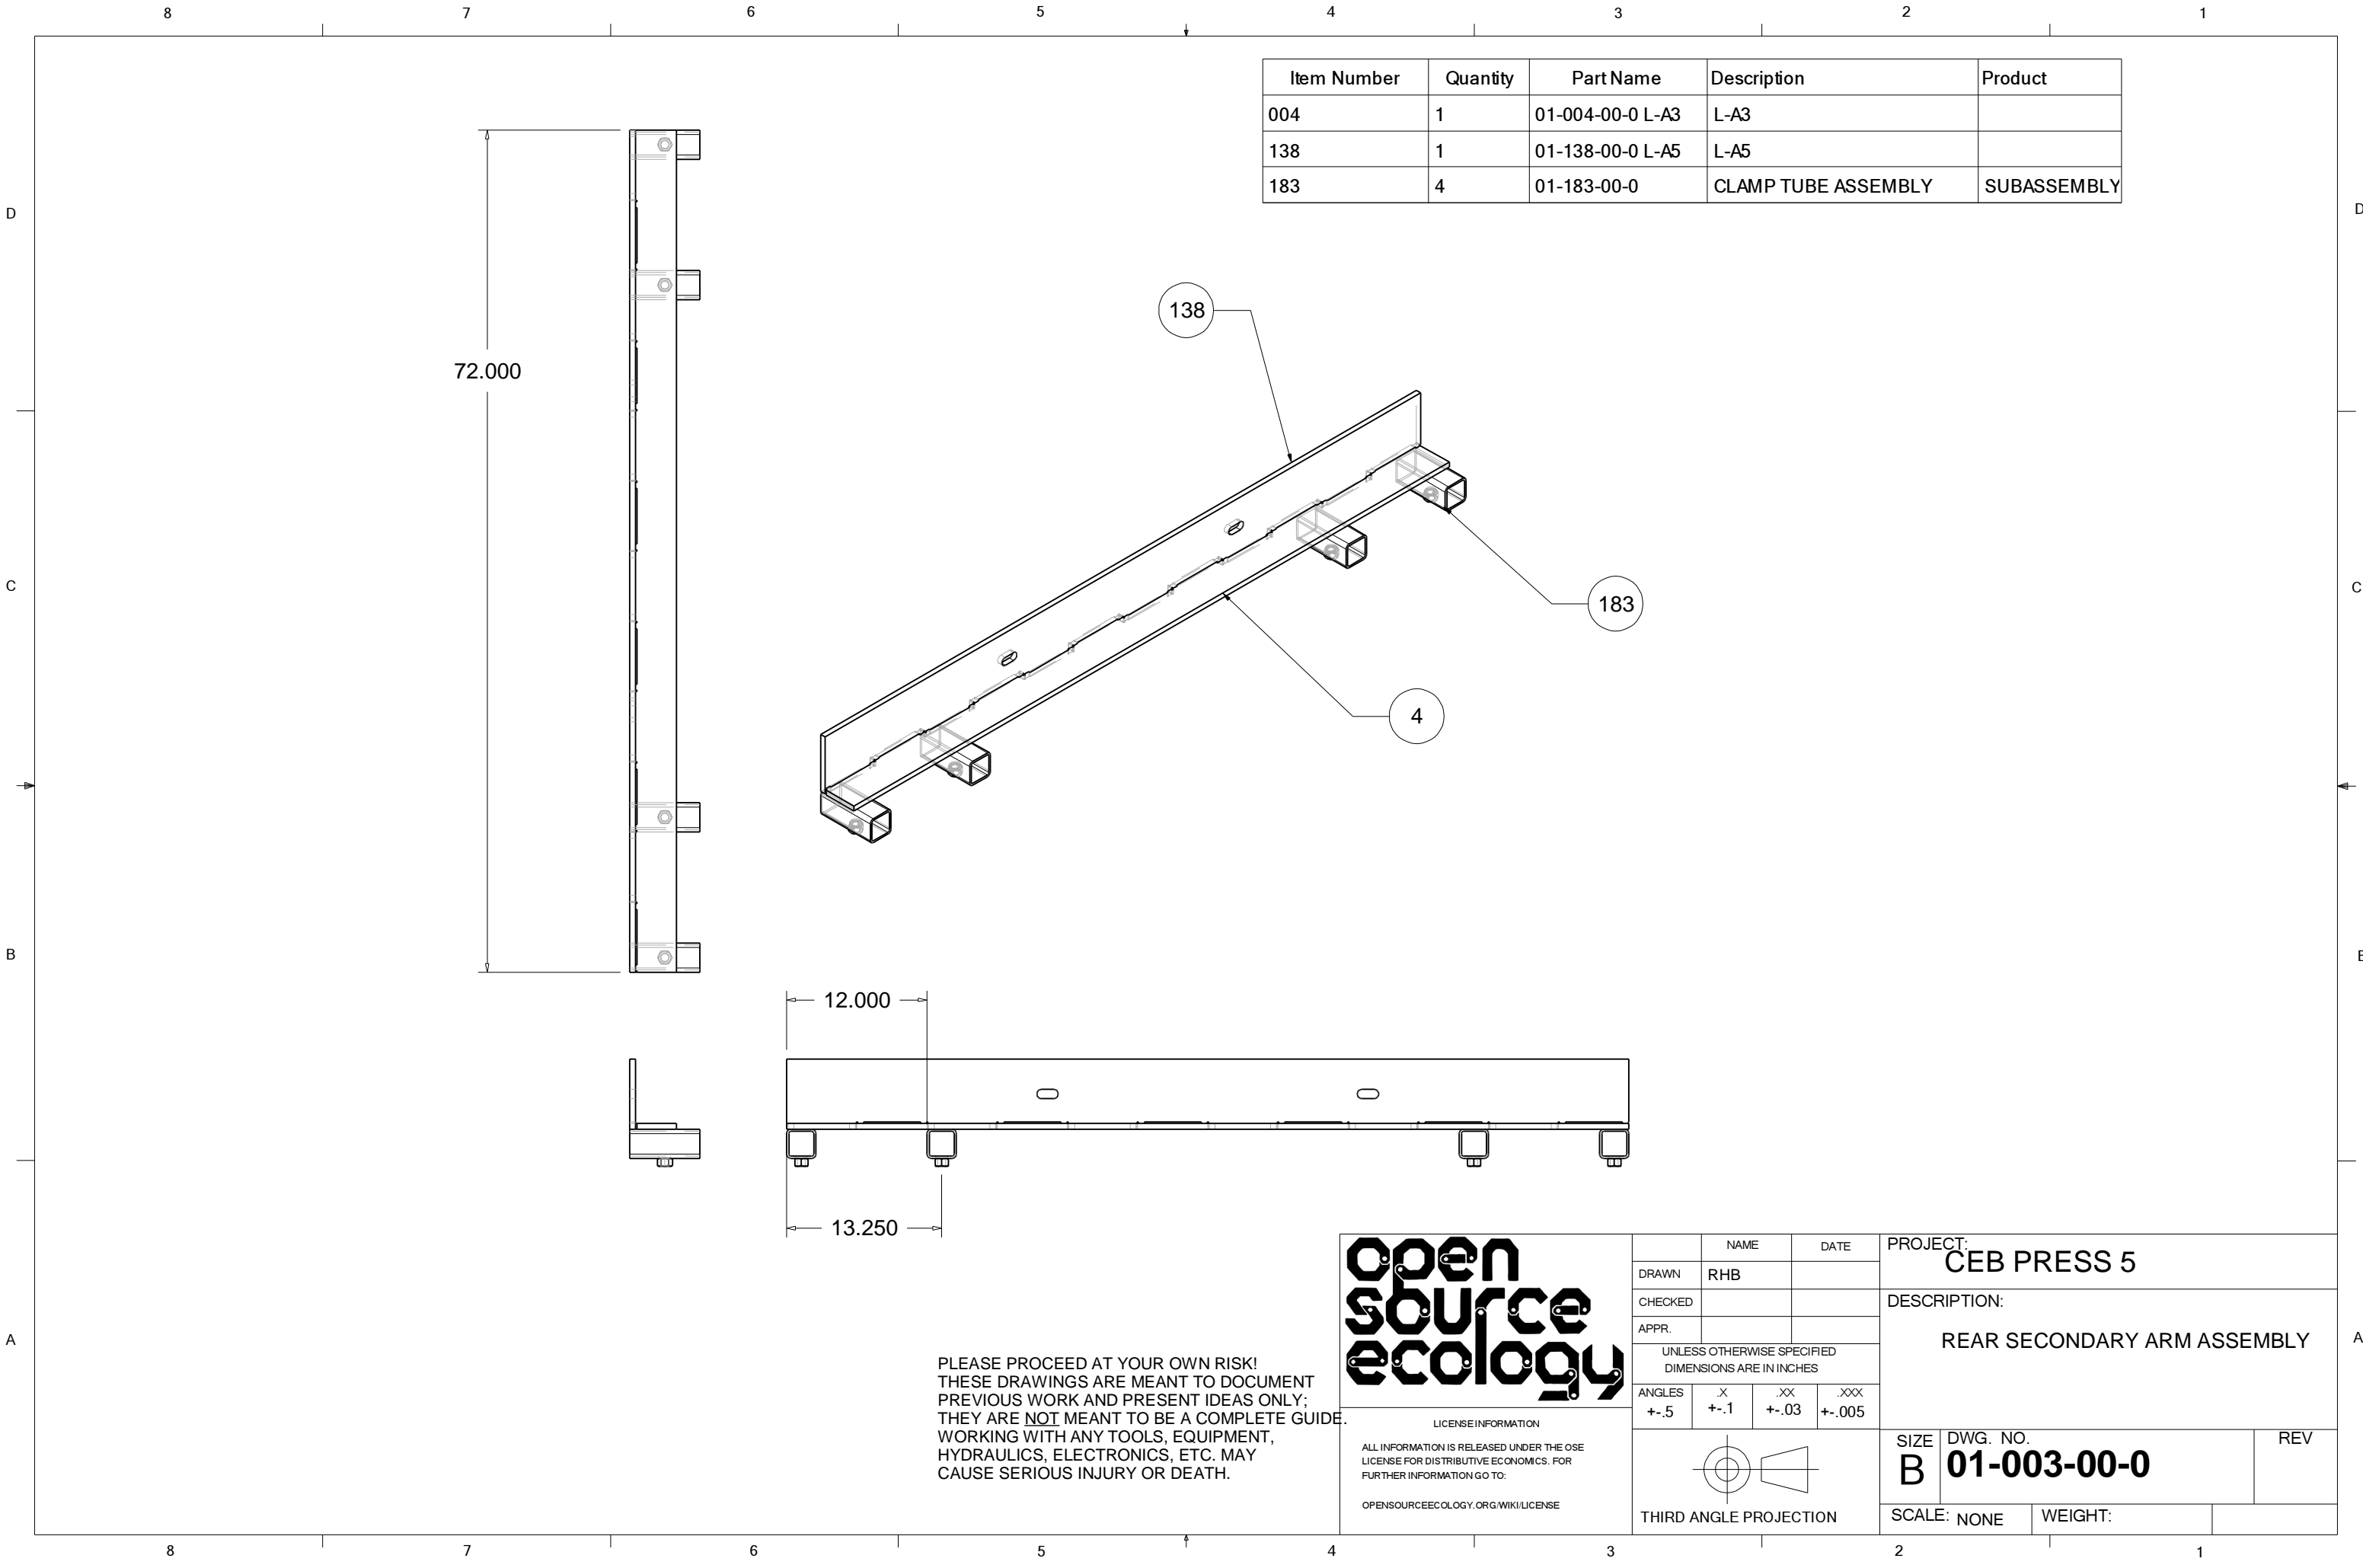 8 7 6 5 4 3 2 1
Item Number Quantity Part Name Description Product
004 1 01-004-00-0 L-A3 L-A3
138 1 01-138-00-0 L-A5 L-A5
183 4 01-183-00-0 CLAMP TUBE ASSEMBLY SUBASSEMBLY
D D
138
72.000
C C
183
4
B B
12.000
13.250
A A
PLEASE PROCEED AT YOUR OWN RISK!
THESE DRAWINGS ARE MEANT TO DOCUMENT
PREVIOUS WORK AND PRESENT IDEAS ONLY;
THEY ARE NOT MEANT TO BE A COMPLETE GUIDE.
WORKING WITH ANY TOOLS, EQUIPMENT,
HYDRAULICS, ELECTRONICS, ETC. MAY
CAUSE SERIOUS INJURY OR DEATH.
open
source
ecology
LICENSE INFORMATION
ALL INFORMATION IS RELEASED UNDER THE OSE
LICENSE FOR DISTRIBUTIVE ECONOMICS. FOR
FURTHER INFORMATION GO TO:
OPENSOURCEECOLOGY.ORG/WIKI/LICENSE
NAME DATE
DRAWN RHB
CHECKED
APPR.
UNLESS OTHERWISE SPECIFIED
DIMENSIONS ARE IN INCHES
ANGLES .X .XX .XXX
+-.5 +-.1 +-.03 +-.005
THIRD ANGLE PROJECTION
PROJECT:
CEB PRESS 5
DESCRIPTION:
REAR SECONDARY ARM ASSEMBLY
SIZE DWG. NO. REV
B 01-003-00-0
SCALE: NONE WEIGHT:
8 7 6 5 4 3 2 1